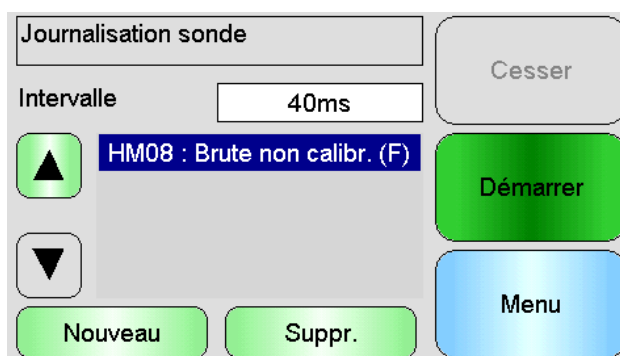 Journalisation sonde
Cesser
Intervalle
40ms
HM08 : Brute non calibr. (F)
Démarrer
Menu
Nouveau
Suppr.